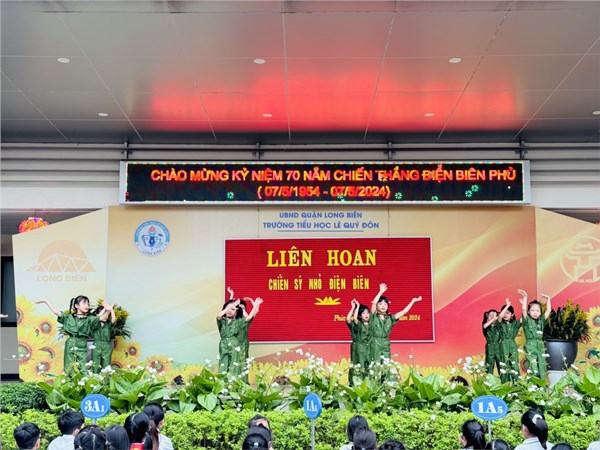 CHÀO MỪNG KỶ NIỆM 70 NĂM CHIẾN THẮNG ĐIỆN BIÊN PHỦ
( 07/5/1954 - 07/5/2024)
UBND QUẬN LONG BIÊN
TRƯỜNG TIỂU HỌC LÊ QUÝ ĐÔN
LONG BIÊN
LIÊN HOAN
CHIẾN SỸ NHỎ ĐIỆN BIÊN
2024
3A1
1A4
1A5